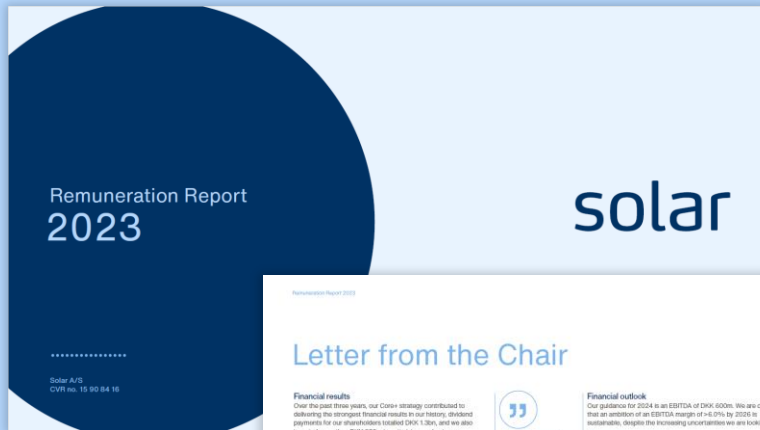 Remuneration Report
2023
solar
Solar A/S
CVR no. 15 90 84 16
Remuneration Report 2023
Letter from the Chair
Financial results
Over the past three years, our Core+ strategy contributed to
delivering the strongest financial results in our history, dividend
payments for our shareholders totalled DKK 1.3bn, and we also
Financial outlook
Our guidance for 2024 is an EBITDA of DKK 600m. We are
that an ambition of an EBITDA margin of >6.0% by 2026 is
sustainable, despite the increasing uncertainties we are